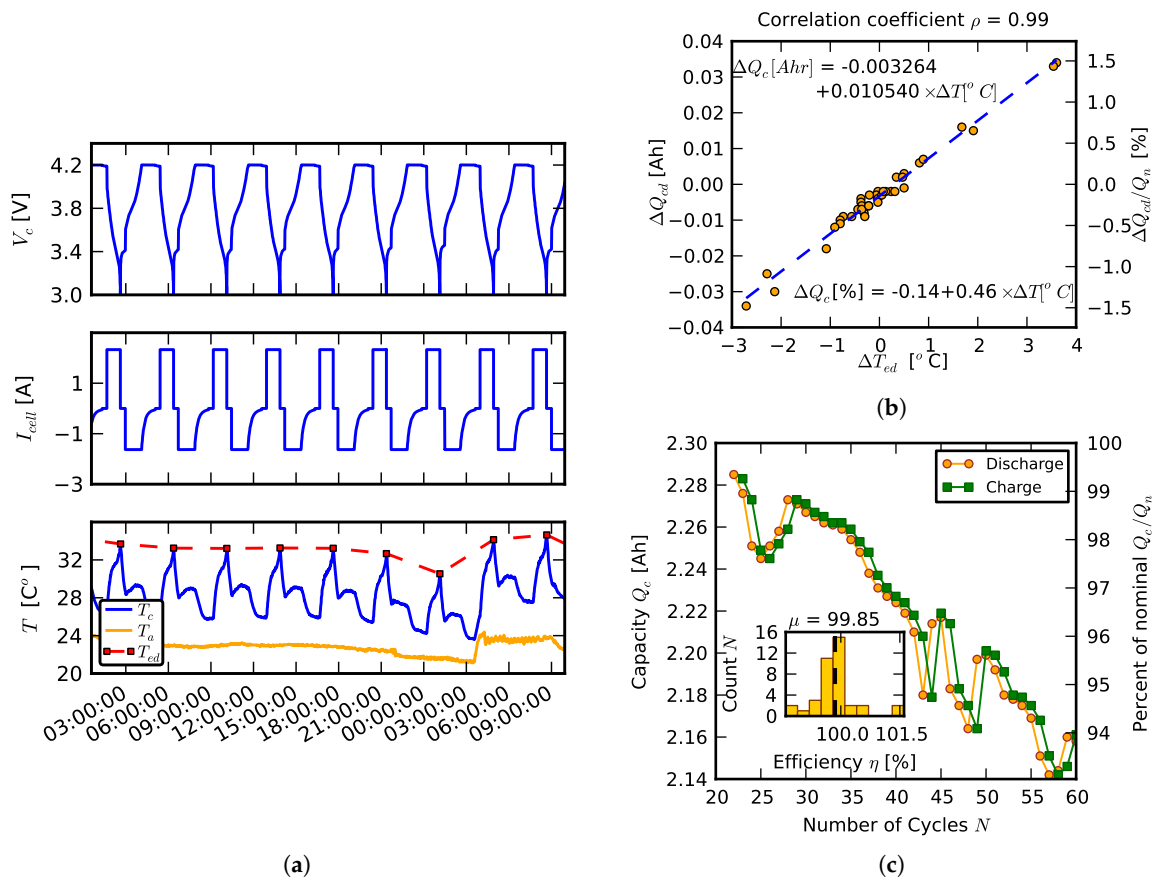 4.2
3.8
3.4
3.0
V_c [V]
1
−1
−3
I_cell [A]
32
28
24
20
T [C°]
T_c
T_a
T_ed
03:00:00
06:00:00
09:00:00
12:00:00
15:00:00
18:00:00
21:00:00
00:00:00
03:00:00
06:00:00
09:00:00
(a)
Correlation coefficient ρ = 0.99
ΔQ_c[Ahr] = -0.003264
+0.010540 ×ΔT[° C]
ΔQ_c[%] = -0.14+0.46 ×ΔT[° C]
0.04
0.03
0.02
0.01
0.00
−0.01
−0.02
−0.03
−0.04
ΔQ_cd [Ah]
1.5
1.0
0.5
0.0
−0.5
−1.0
−1.5
ΔQ_cd/Q_n [%]
−3 −2 −1 0 1 2 3 4
ΔT_ed [° C]
(b)
2.30
2.28
2.26
2.24
2.22
2.20
2.18
2.16
2.14
Capacity Q_c [Ah]
Discharge
Charge
100
99
98
97
96
95
94
Percent of nominal Q_c/Q_n
μ = 99.85
16
12
8
4
0
Count N
100.0 101.5
Efficiency η [%]
20 25 30 35 40 45 50 55 60
Number of Cycles N
(c)